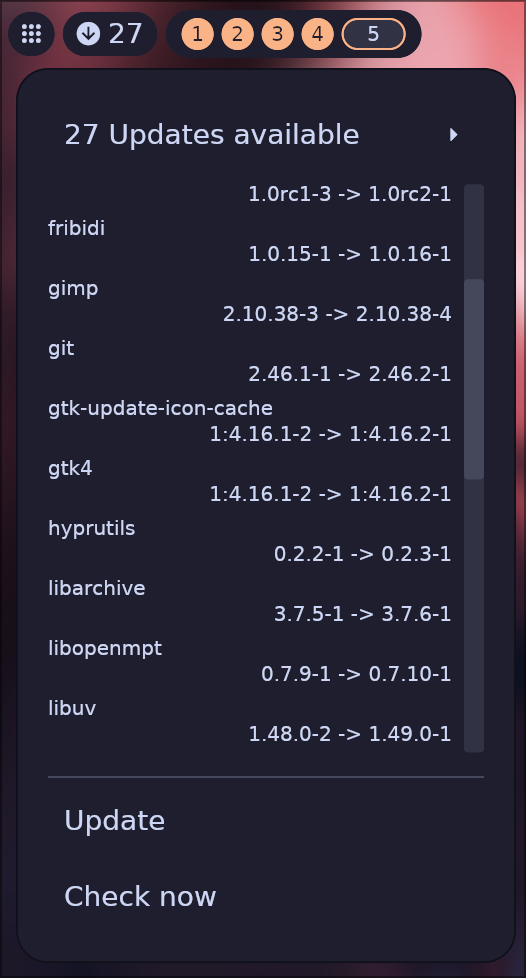 27 1 2 3 4 5
27 Updates available
1.0rc1-3 -> 1.0rc2-1
fribidi
1.0.15-1 -> 1.0.16-1
gimp
2.10.38-3 -> 2.10.38-4
git
2.46.1-1 -> 2.46.2-1
gtk-update-icon-cache
1:4.16.1-2 -> 1:4.16.2-1
gtk4
1:4.16.1-2 -> 1:4.16.2-1
hyprutils
0.2.2-1 -> 0.2.3-1
libarchive
3.7.5-1 -> 3.7.6-1
libopenmpt
0.7.9-1 -> 0.7.10-1
libuv
1.48.0-2 -> 1.49.0-1
Update
Check now